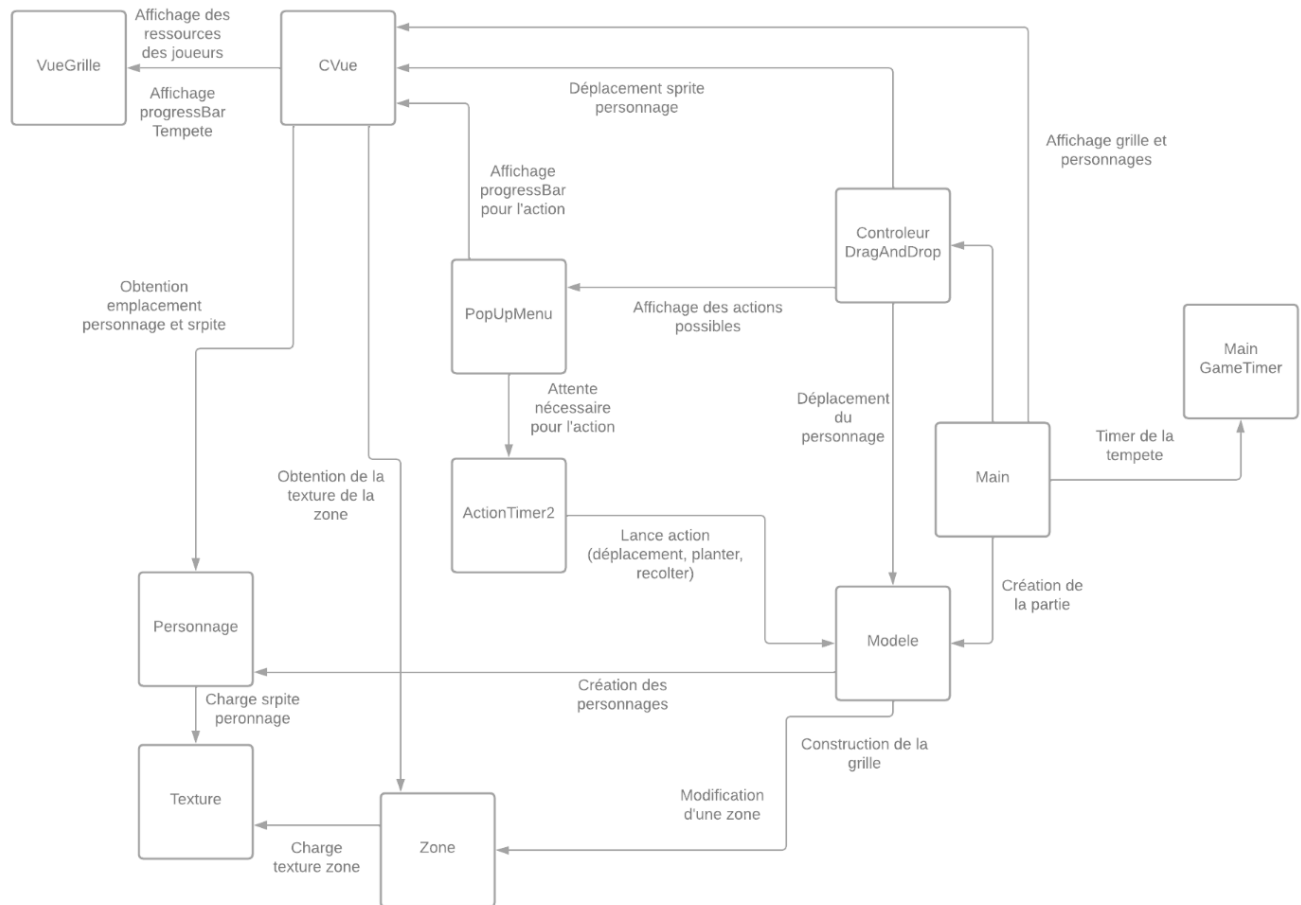 Affichage des
ressources
des joueurs
VueGrille
CVue
Affichage
progressBar
Tempete
Déplacement sprite
personnage
Affichage grille et
personnages
Affichage
progressBar
pour l'action
Controleur
DragAndDrop
Obtention
emplacement
personnage et srpite
PopUpMenu
Affichage des actions
possibles
Main
GameTimer
Attente
nécessaire
pour l'action
Déplacement
du
personnage
Timer de la
tempete
Obtention de la
texture de la
zone
Main
ActionTimer2
Lance action
(déplacement, planter,
recolter)
Création de
la partie
Personnage
Modele
Charge srpite
peronnage
Création des
personnages
Construction de la
grille
Texture
Modification
d'une zone
Zone
Charge
texture zone